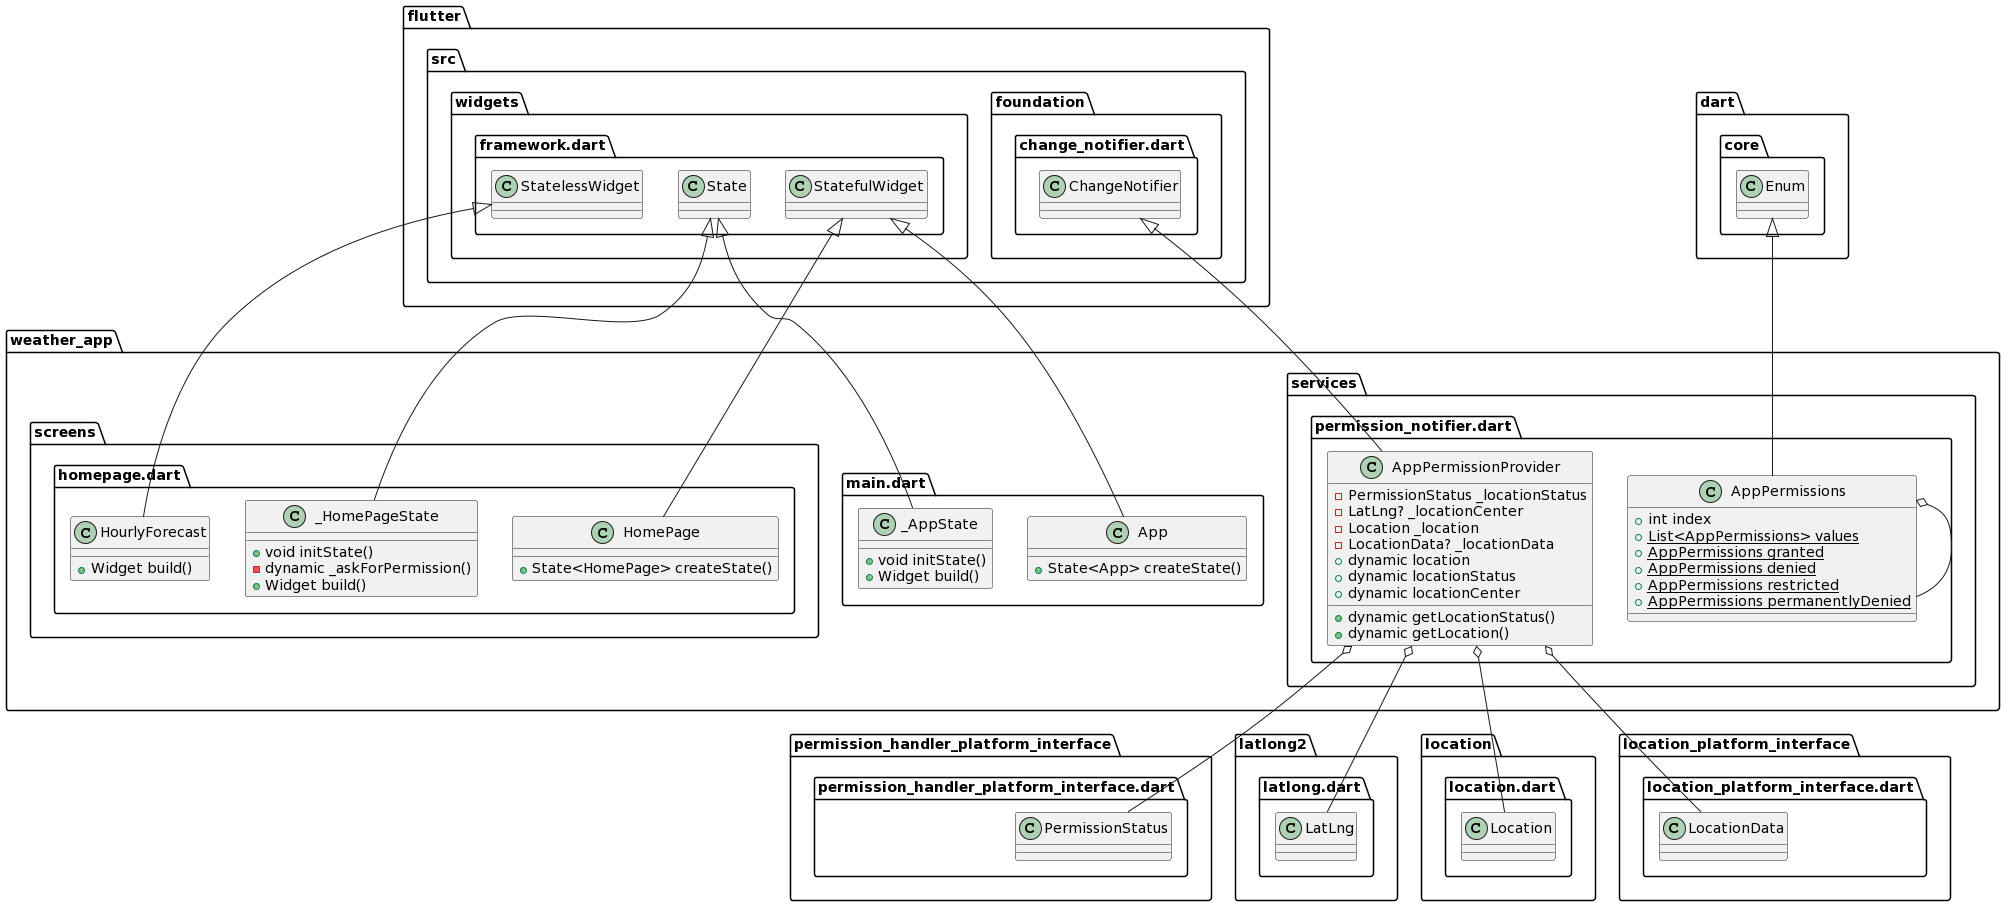 flutter
src
widgets
foundation
dart
framework.dart
change_notifier.dart
core
C StatelessWidget
C State
C StatefulWidget
C ChangeNotifier
C Enum
weather_app
services
screens
permission_notifier.dart
homepage.dart
main.dart
C HourlyForecast
Widget build()
C _HomePageState
void initState()
dynamic _askForPermission()
Widget build()
C HomePage
State<HomePage> createState()
C _AppState
void initState()
Widget build()
C App
State<App> createState()
C AppPermissionProvider
PermissionStatus _locationStatus
LatLng? _locationCenter
Location _location
LocationData? _locationData
dynamic location
dynamic locationStatus
dynamic locationCenter
dynamic getLocationStatus()
dynamic getLocation()
C AppPermissions
int index
List<AppPermissions> values
AppPermissions granted
AppPermissions denied
AppPermissions restricted
AppPermissions permanentlyDenied
permission_handler_platform_interface
latlong2
location
location_platform_interface
permission_handler_platform_interface.dart
latlong.dart
location.dart
location_platform_interface.dart
C PermissionStatus
C LatLng
C Location
C LocationData